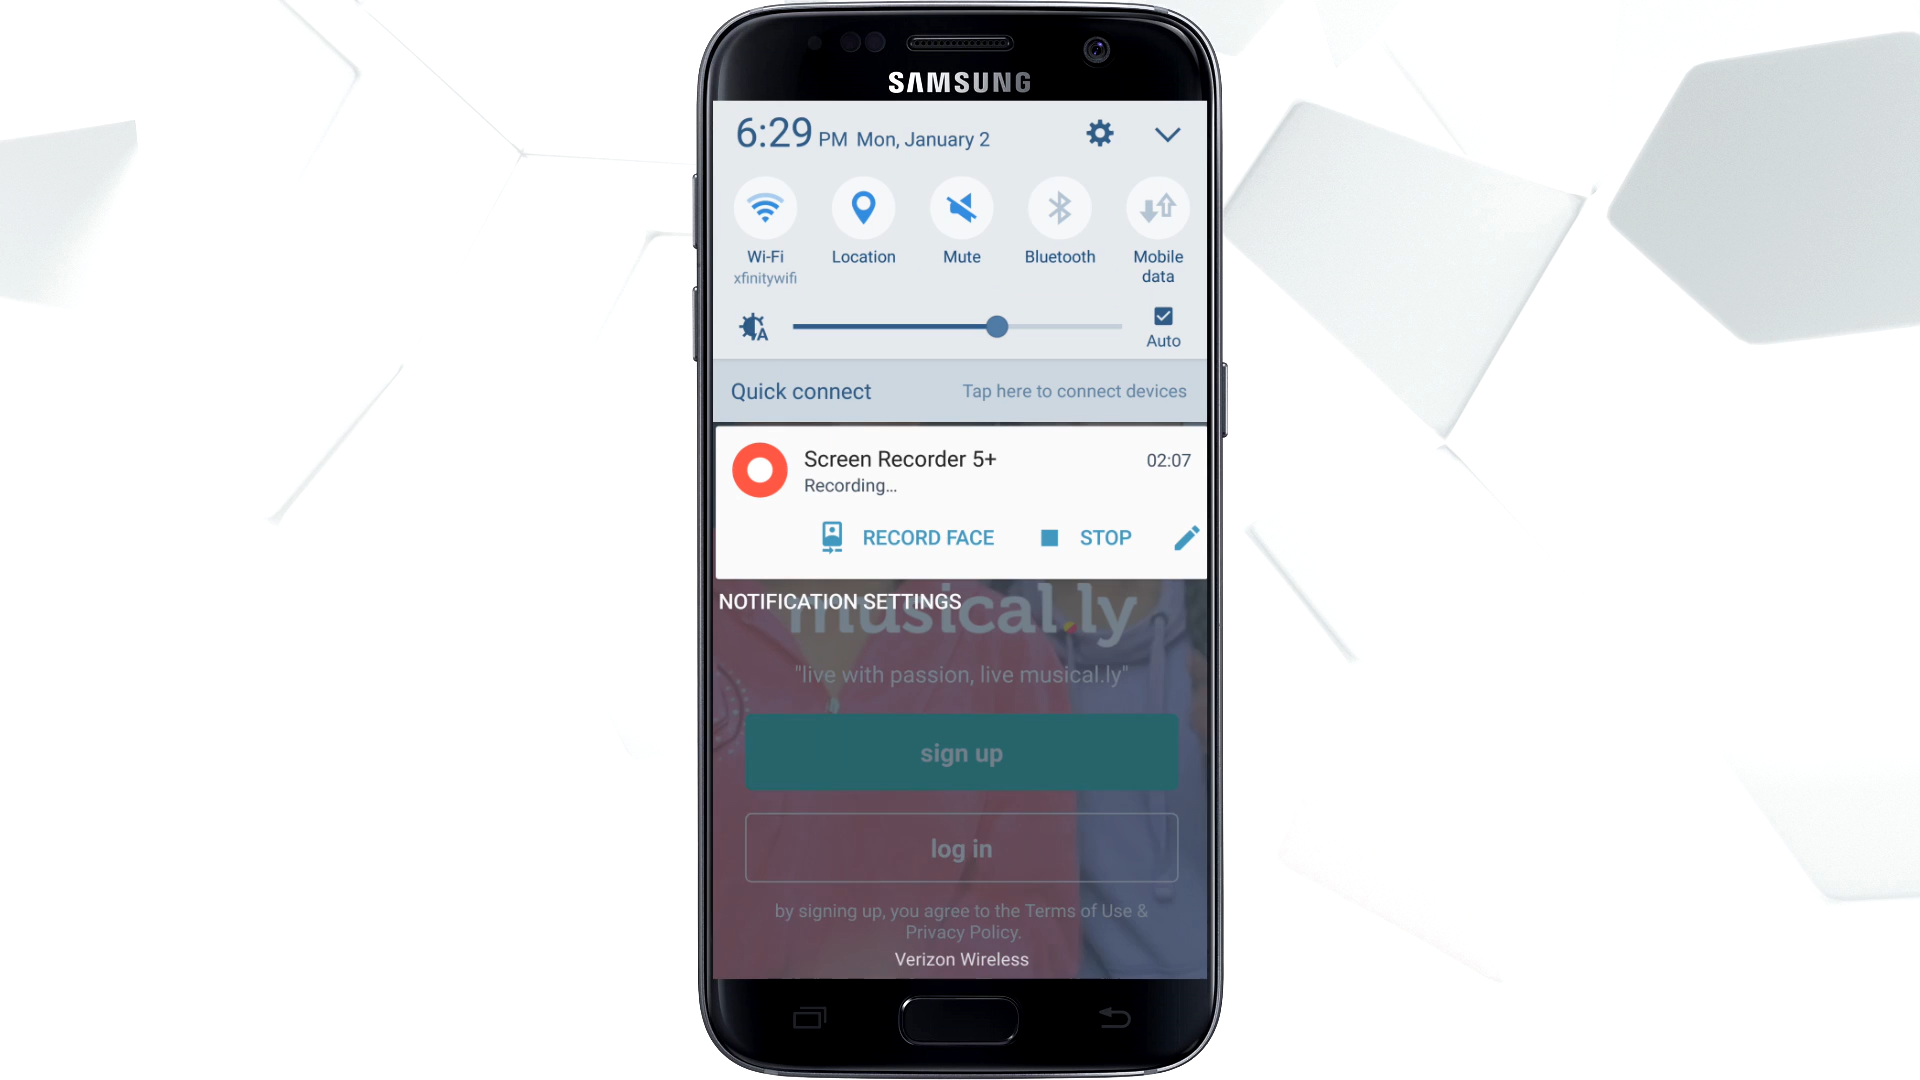 SAMSUNG
6:29 PM Mon, January 2
Wi-Fi
xfinitywifi
Location
Mute
Bluetooth
Mobile
data
A
Auto
Quick connect
Tap here to connect devices
Screen Recorder 5+
02:07
Recording...
RECORD FACE
STOP
NOTIFICATION SETTINGS
musical.ly
"live with passion, live musical.ly"
sign up
log in
by signing up, you agree to the Terms of Use &
Privacy Policy.
Verizon Wireless